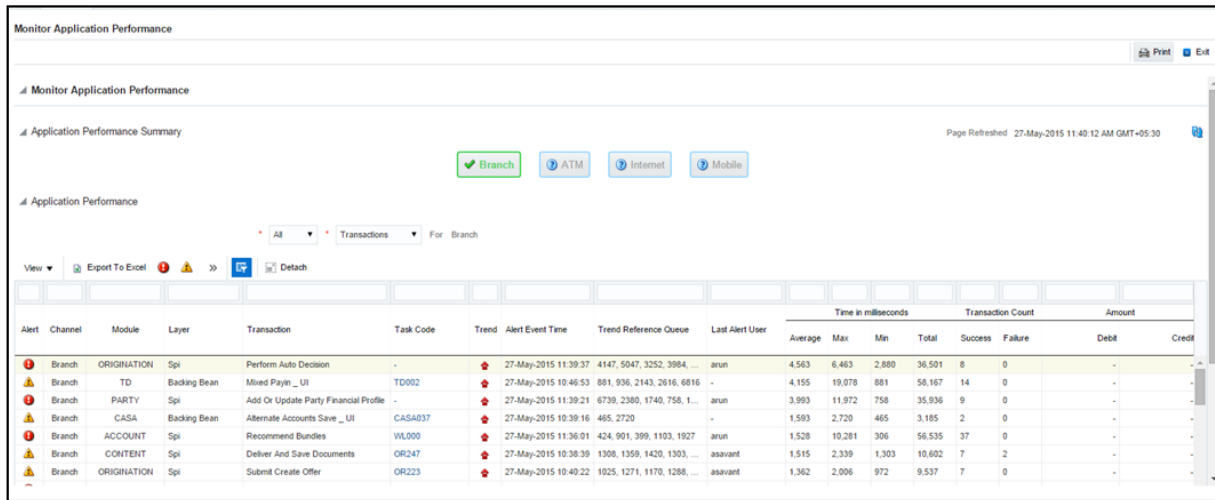 Monitor Application Performance
Print Exit
Monitor Application Performance
Application Performance Summary Page Refreshed 27-May-2015 11:40:12 AM GMT+05:30
Branch ATM Internet Mobile
Application Performance
* All * Transactions For Branch
View Export To Excel » Detach
Time in milliseconds Transaction Count Amount
Alert Channel Module Layer Transaction Task Code Trend Alert Event Time Trend Reference Queue Last Alert User
Average Max Min Total Success Failure Debit Credit
Branch ORIGINATION Spi Perform Auto Decision - 27-May-2015 11:39:37 4147, 5047, 3252, 3984, ... arun 4,563 6,463 2,880 36,501 8 0 - -
Branch TD Backing Bean Mixed Payin _ UI TD002 27-May-2015 10:46:53 881, 936, 2143, 2616, 6816 - 4,155 19,078 881 58,167 14 0 - -
Branch PARTY Spi Add Or Update Party Financial Profile - 27-May-2015 11:39:21 6739, 2380, 1740, 758, 1... arun 3,993 11,972 758 35,936 9 0 - -
Branch CASA Backing Bean Alternate Accounts Save _ UI CASA037 27-May-2015 10:39:16 465, 2720 - 1,593 2,720 465 3,185 2 0 - -
Branch ACCOUNT Spi Recommend Bundles WL000 27-May-2015 11:36:01 424, 901, 399, 1103, 1927 arun 1,528 10,281 306 56,535 37 0 - -
Branch CONTENT Spi Deliver And Save Documents OR247 27-May-2015 10:38:39 1308, 1359, 1420, 1303, ... asavant 1,515 2,339 1,303 10,602 7 2 - -
Branch ORIGINATION Spi Submit Create Offer OR223 27-May-2015 10:40:22 1025, 1271, 1170, 1288, ... asavant 1,362 2,006 972 9,537 7 0 - -